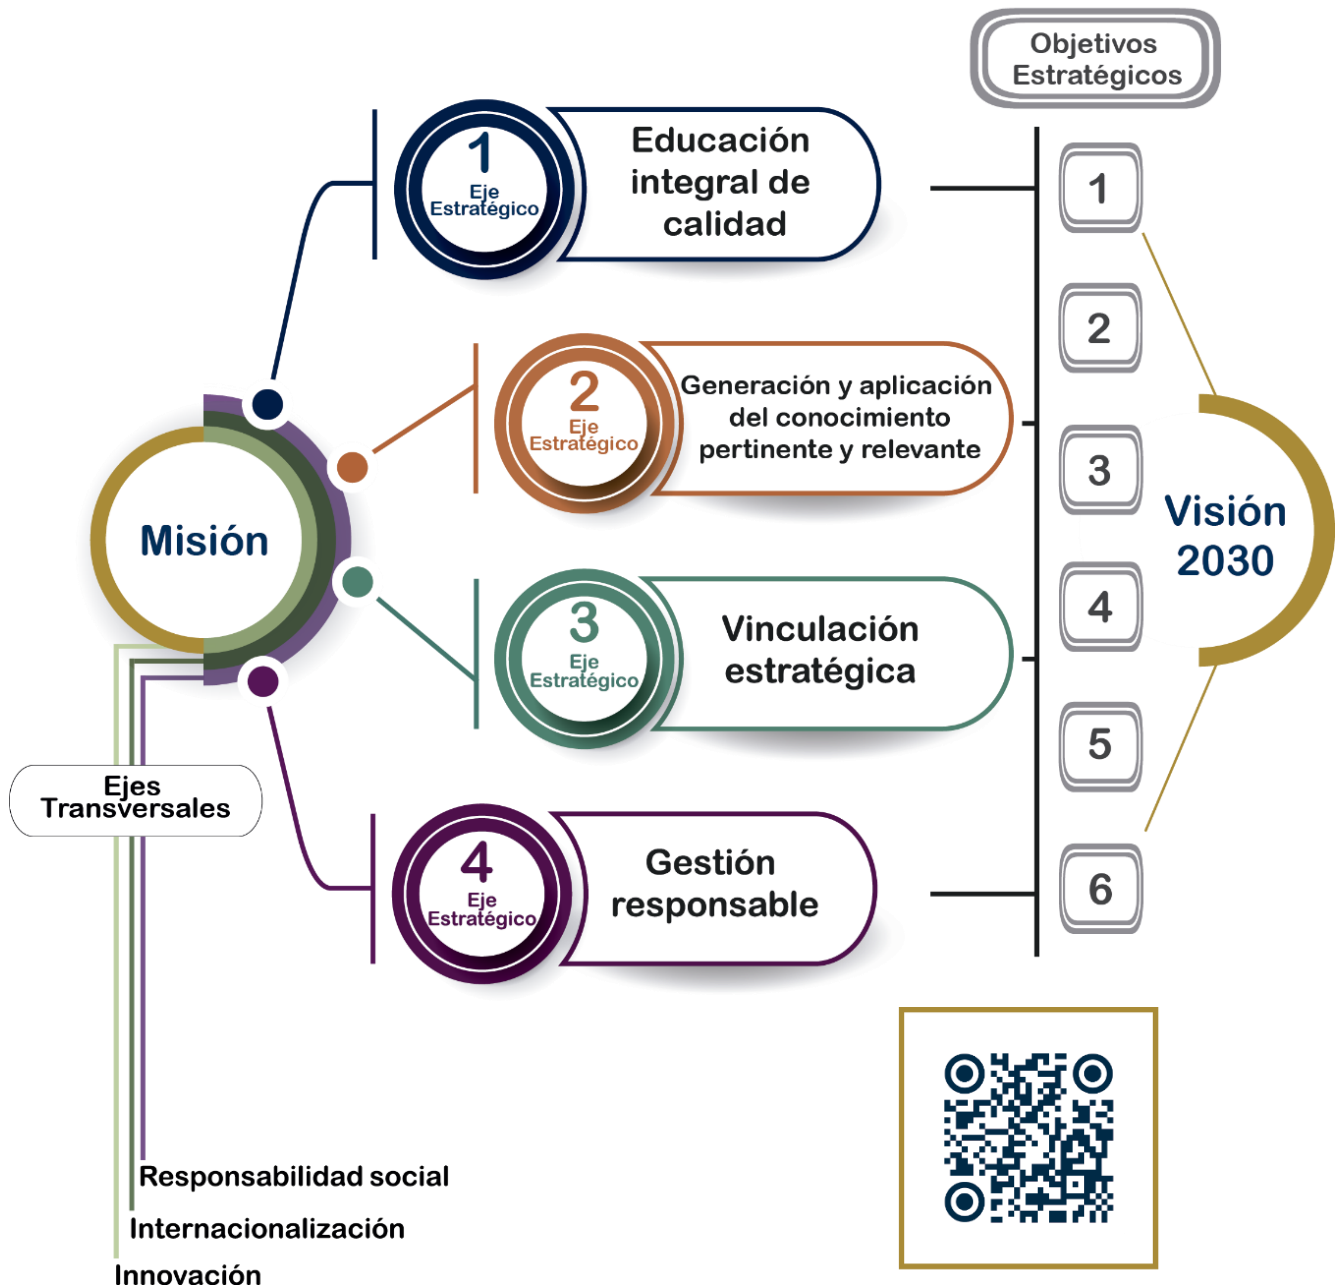 Objetivos
Estratégicos
1
Eje
Estratégico
Educación
integral de
calidad
2
Eje
Estratégico
Generación y aplicación
del conocimiento
pertinente y relevante
3
Eje
Estratégico
Vinculación
estratégica
4
Eje
Estratégico
Gestión
responsable
1
2
3
4
5
6
Misión
Visión
2030
Ejes
Transversales
Responsabilidad social
Internacionalización
Innovación